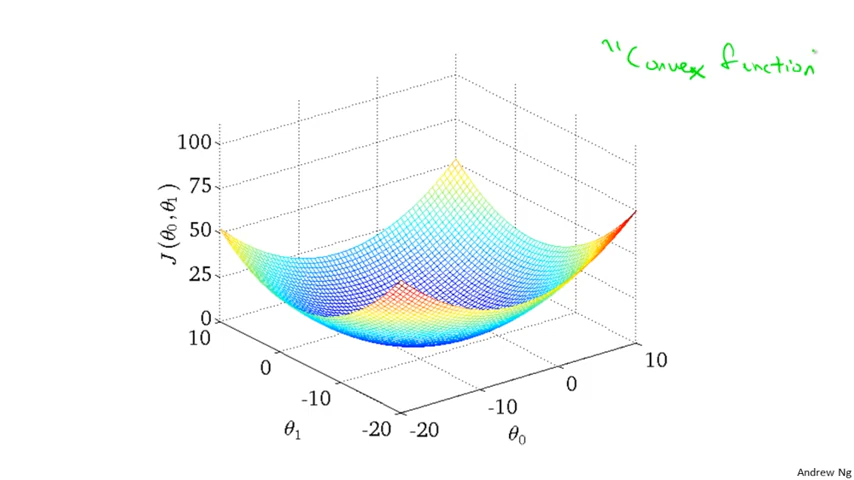 "Convex function"
100
75
50
25
0
J (θ₀, θ₁)
10
0
-10
-20
θ₁
-20
-10
0
10
θ₀
Andrew Ng